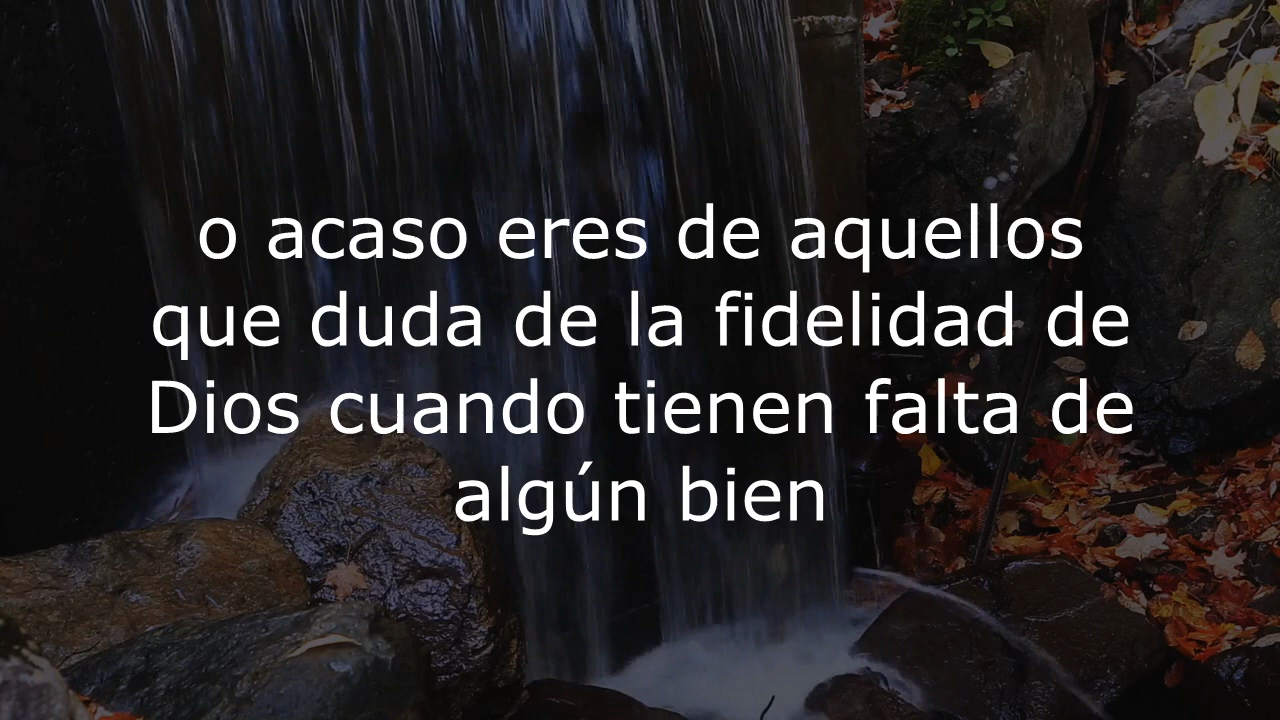 o acaso eres de aquellos
que duda de la fidelidad de
Dios cuando tienen falta de
algún bien